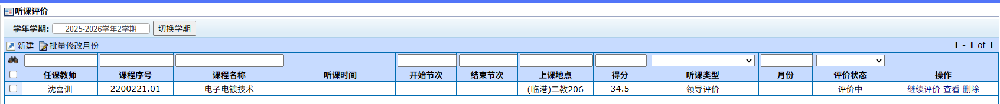 听课评价
学年学期: 2025-2026学年2学期 切换学期
新建 批量修改月份 1 - 1 of 1
... ...
任课教师 课程序号 课程名称 听课时间 开始节次 结束节次 上课地点 得分 听课类型 月份 评价状态 操作
沈喜训 2200221.01 电子电镀技术 (临港)二教206 34.5 领导评价 评价中 继续评价 查看 删除